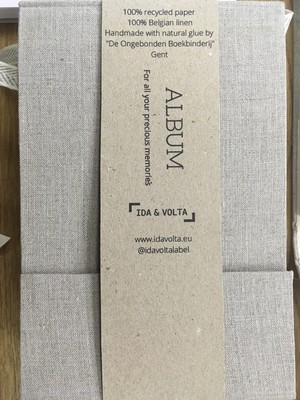 100% recycled paper
100% Belgian linen
Handmade with natural glue by
"De Ongebonden Boekbinderij"
Gent
ALBUM
For all your precious memories
IDA & VOLTA
www.idavolta.eu
@idavoltalabel